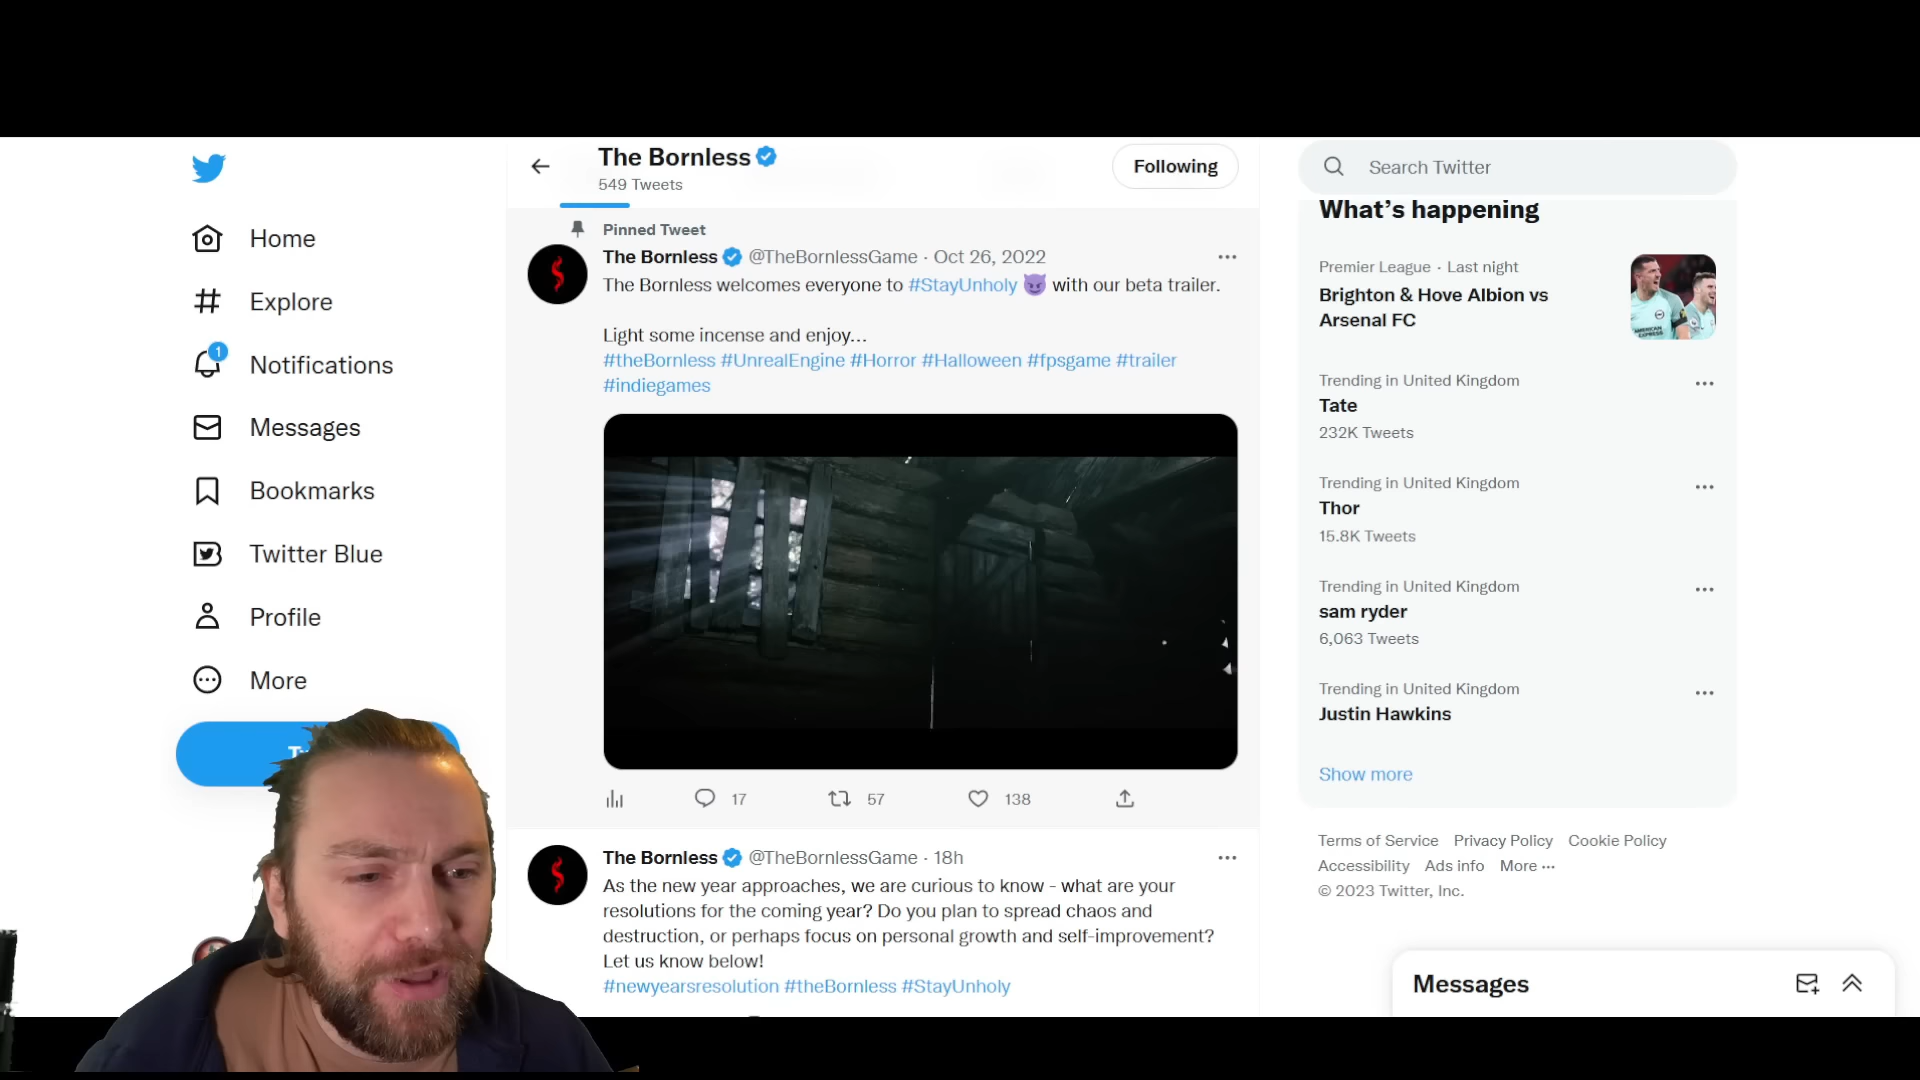 Home
Explore
1
Notifications
Messages
Bookmarks
Twitter Blue
Profile
More
The Bornless
549 Tweets
Following
Pinned Tweet
The Bornless @TheBornlessGame · Oct 26, 2022
The Bornless welcomes everyone to #StayUnholy 😈 with our beta trailer.
Light some incense and enjoy…
#theBornless #UnrealEngine #Horror #Halloween #fpsgame #trailer
#indiegames
17
57
138
The Bornless @TheBornlessGame · 18h
As the new year approaches, we are curious to know - what are your
resolutions for the coming year? Do you plan to spread chaos and
destruction, or perhaps focus on personal growth and self-improvement?
Let us know below!
#newyearsresolution #theBornless #StayUnholy
Search Twitter
What's happening
Premier League · Last night
Brighton & Hove Albion vs
Arsenal FC
Trending in United Kingdom
Tate
232K Tweets
Trending in United Kingdom
Thor
15.8K Tweets
Trending in United Kingdom
sam ryder
6,063 Tweets
Trending in United Kingdom
Justin Hawkins
Show more
Terms of Service Privacy Policy Cookie Policy
Accessibility Ads info More ···
© 2023 Twitter, Inc.
Messages